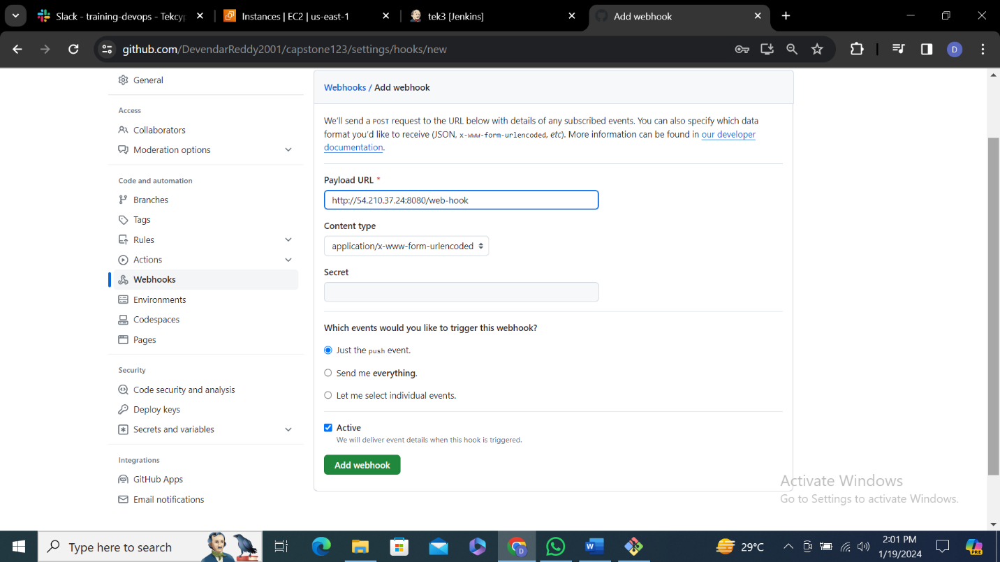 Slack - training-devops - Tekcyp
Instances | EC2 | us-east-1
tek3 [Jenkins]
Add webhook
github.com/DevendarReddy2001/capstone123/settings/hooks/new
D
General
Access
Collaborators
Moderation options
Code and automation
Branches
Tags
Rules
Actions
Webhooks
Environments
Codespaces
Pages
Security
Code security and analysis
Deploy keys
Secrets and variables
Integrations
GitHub Apps
Email notifications
Webhooks / Add webhook
We'll send a POST request to the URL below with details of any subscribed events. You can also specify which data
format you'd like to receive (JSON, x-www-form-urlencoded, etc). More information can be found in our developer
documentation.
Payload URL *
http://54.210.37.24:8080/web-hook
Content type
application/x-www-form-urlencoded
Secret
Which events would you like to trigger this webhook?
Just the push event.
Send me everything.
Let me select individual events.
Active
We will deliver event details when this hook is triggered.
Add webhook
Activate Windows
Go to Settings to activate Windows.
Type here to search
D
W
29°C
2:01 PM
1/19/2024
PRE